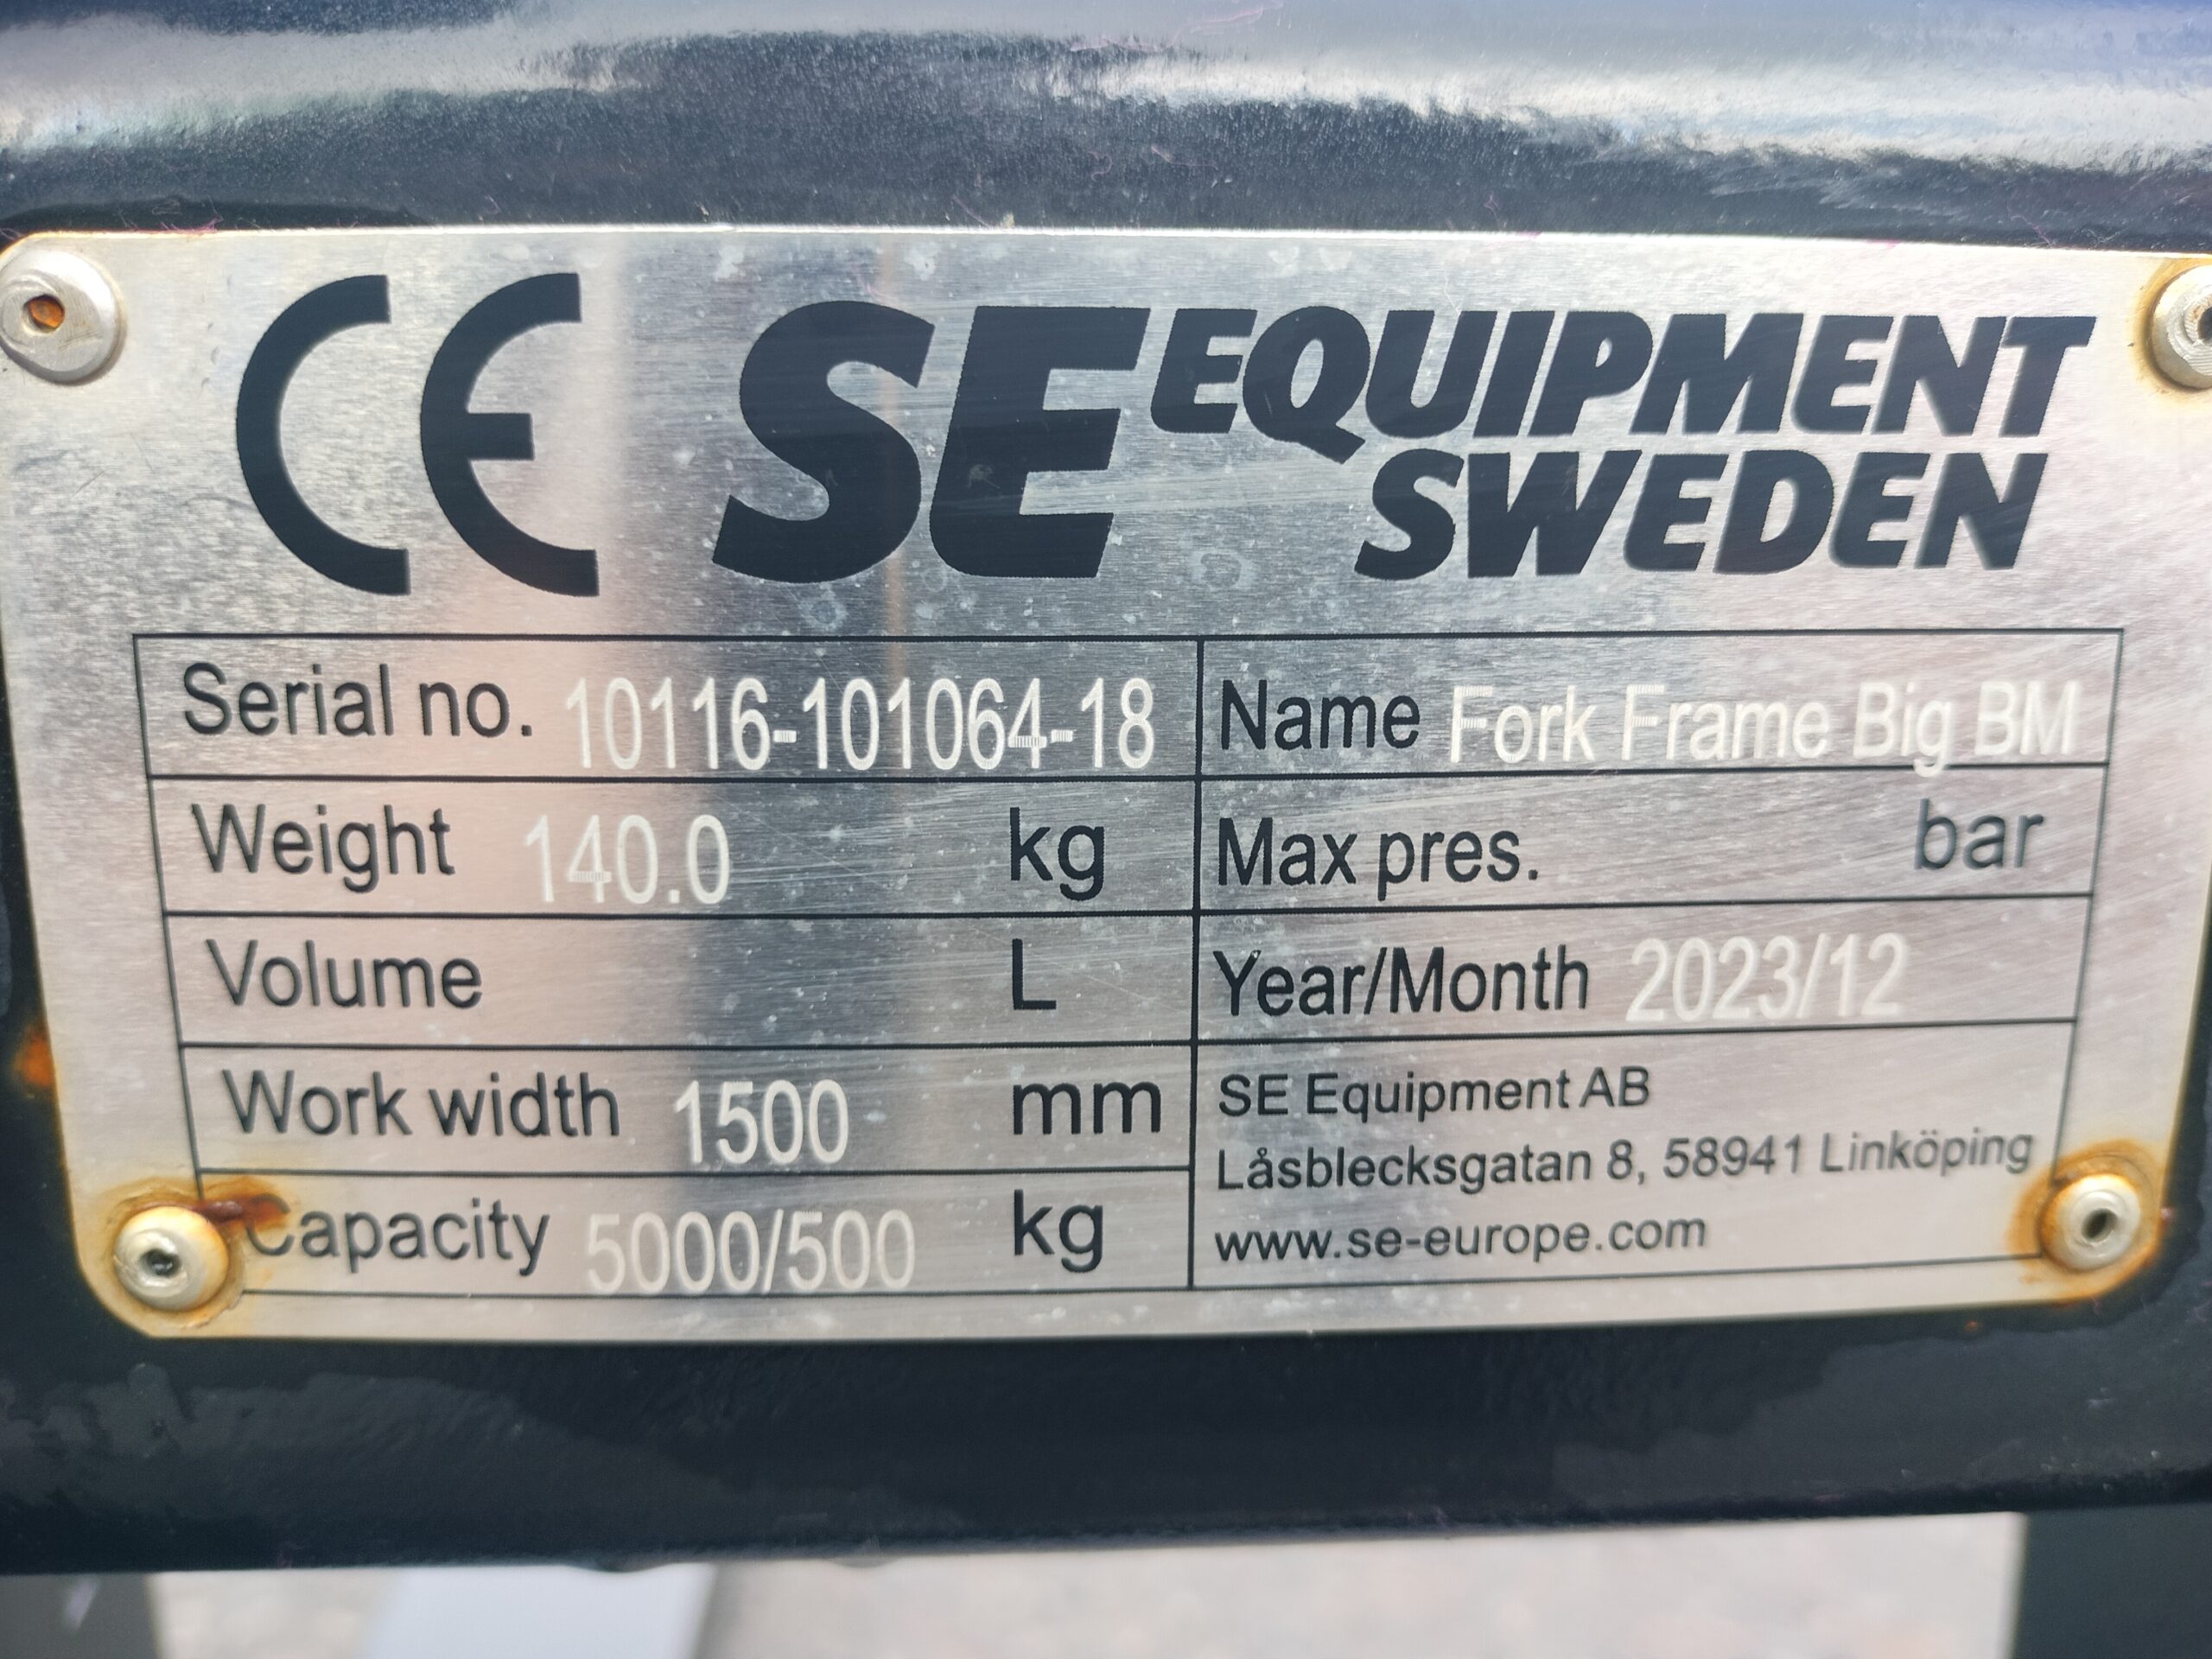 CE SE EQUIPMENT
SWEDEN
Serial no. 10116-101064-18 Name Fork Frame Big BM
Weight 140.0 kg Max pres. bar
Volume L Year/Month 2023/12
Work width 1500 mm SE Equipment AB
Låsblecksgatan 8, 58941 Linköping
Capacity 5000/500 kg www.se-europe.com